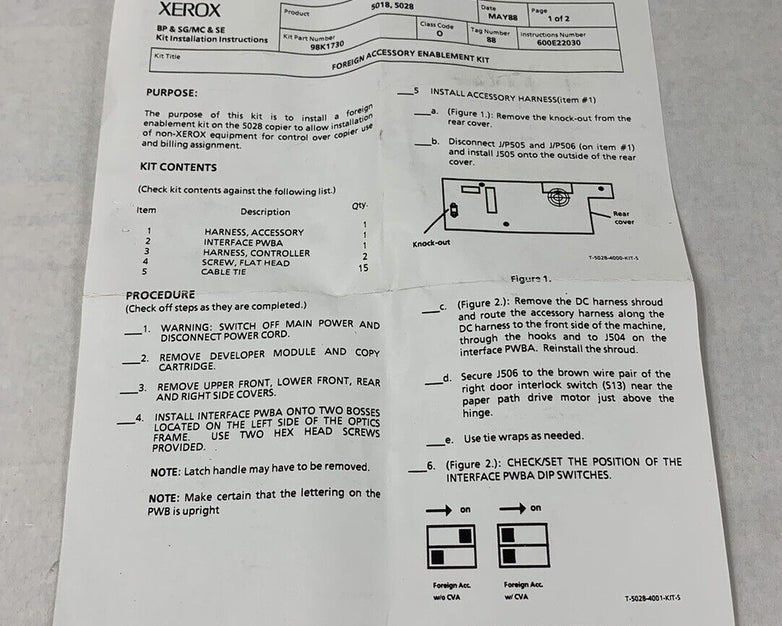 XEROX
BP & SG/MC & SE
Kit Installation Instructions
Product
5018, 5028
Date
MAY88
Page
1 of 2
Kit Part Number
98K1730
Class Code
O
Tag Number
88
Instructions Number
600E22030
Kit Title
FOREIGN ACCESSORY ENABLEMENT KIT
PURPOSE:
The purpose of this kit is to install a foreign
enablement kit on the 5028 copier to allow installation
of non-XEROX equipment for control over copier use
and billing assignment.
KIT CONTENTS
(Check kit contents against the following list.)
Item Description Qty.
1 HARNESS, ACCESSORY 1
2 INTERFACE PWBA 1
3 HARNESS, CONTROLLER 1
4 SCREW, FLAT HEAD 2
5 CABLE TIE 15
PROCEDURE
(Check off steps as they are completed.)
___1. WARNING: SWITCH OFF MAIN POWER AND
DISCONNECT POWER CORD.
___2. REMOVE DEVELOPER MODULE AND COPY
CARTRIDGE.
___3. REMOVE UPPER FRONT, LOWER FRONT, REAR
AND RIGHT SIDE COVERS.
___4. INSTALL INTERFACE PWBA ONTO TWO BOSSES
LOCATED ON THE LEFT SIDE OF THE OPTICS
FRAME. USE TWO HEX HEAD SCREWS
PROVIDED.
NOTE: Latch handle may have to be removed.
NOTE: Make certain that the lettering on the
PWB is upright
___5 INSTALL ACCESSORY HARNESS(item #1)
___a. (Figure 1.): Remove the knock-out from the
rear cover.
___b. Disconnect J/P505 and J/P506 (on item #1)
and install J505 onto the outside of the rear
cover.
Rear
cover
Knock-out
T-5028-4000-KIT-S
Figure 1.
___c. (Figure 2.): Remove the DC harness shroud
and route the accessory harness along the
DC harness to the front side of the machine,
through the hooks and to J504 on the
interface PWBA. Reinstall the shroud.
___d. Secure J506 to the brown wire pair of the
right door interlock switch (S13) near the
paper path drive motor just above the
hinge.
___e. Use tie wraps as needed.
___6. (Figure 2.): CHECK/SET THE POSITION OF THE
INTERFACE PWBA DIP SWITCHES.
on
on
Foreign Acc.
w/o CVA
Foreign Acc.
w/ CVA
T-5028-4001-KIT-S